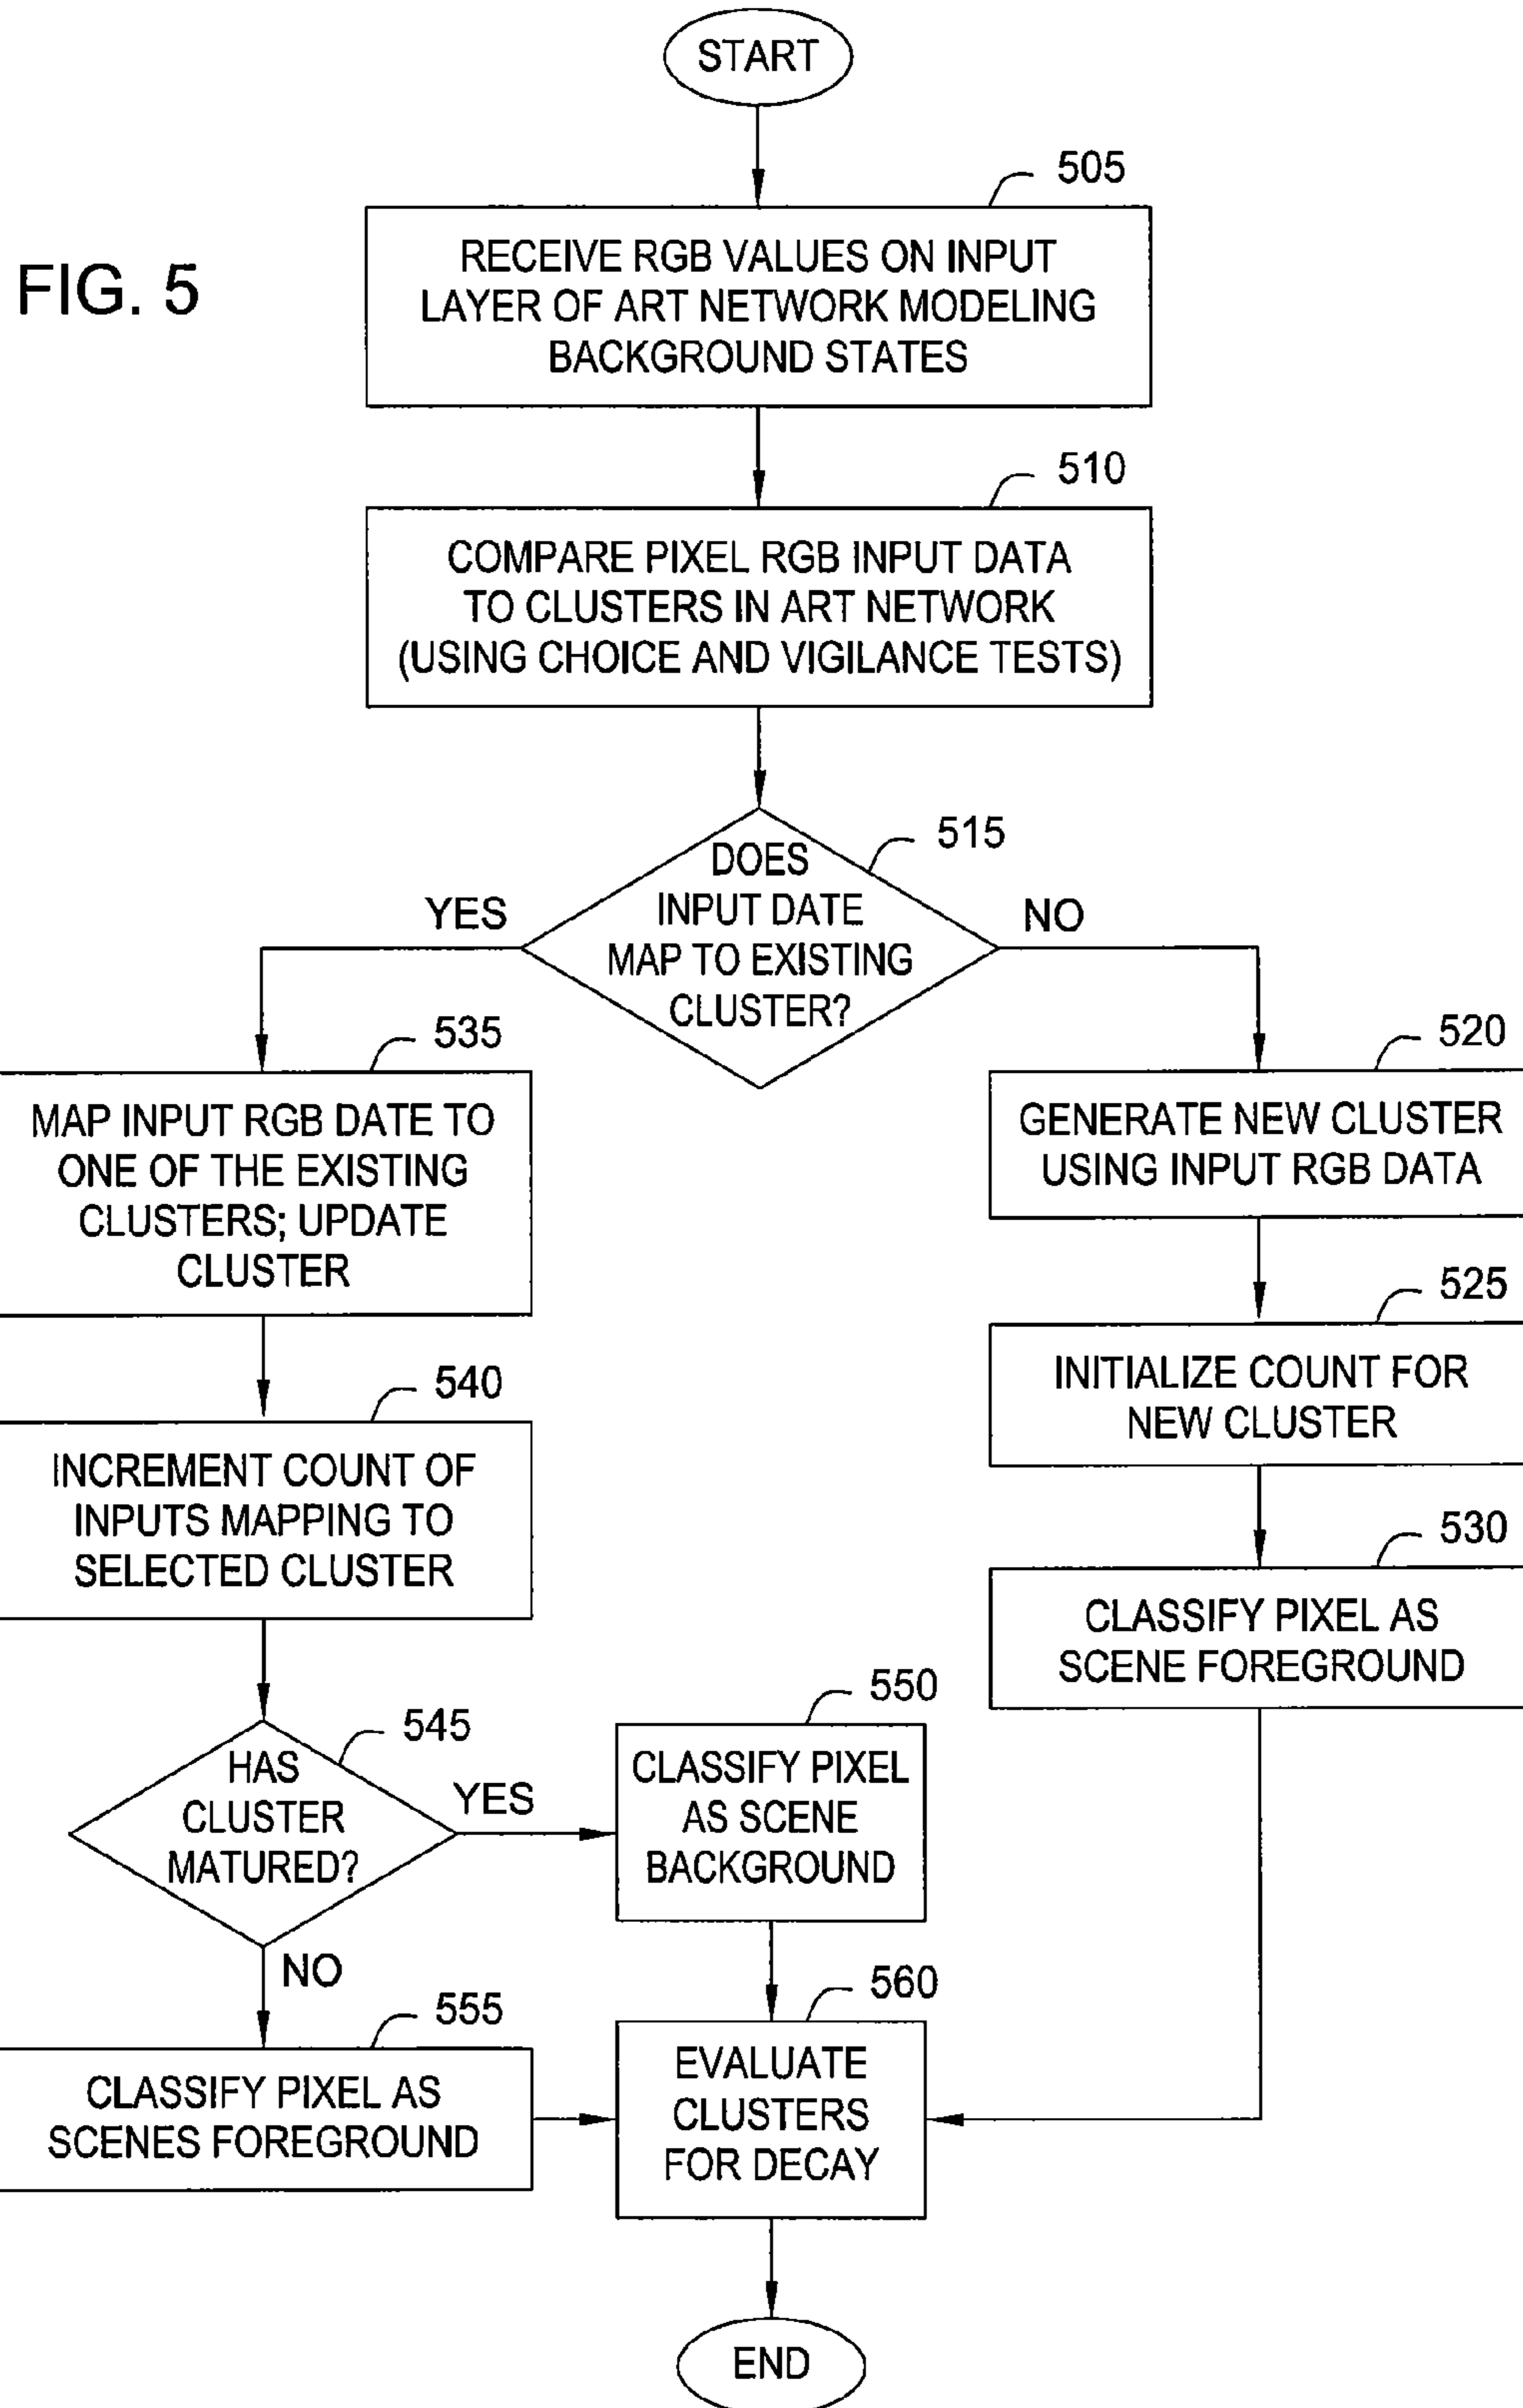 START
FIG. 5
505
RECEIVE RGB VALUES ON INPUT
LAYER OF ART NETWORK MODELING
BACKGROUND STATES
510
COMPARE PIXEL RGB INPUT DATA
TO CLUSTERS IN ART NETWORK
(USING CHOICE AND VIGILANCE TESTS)
515
DOES
INPUT DATE
MAP TO EXISTING
CLUSTER?
YES
NO
535
MAP INPUT RGB DATE TO
ONE OF THE EXISTING
CLUSTERS; UPDATE
CLUSTER
520
GENERATE NEW CLUSTER
USING INPUT RGB DATA
525
INITIALIZE COUNT FOR
NEW CLUSTER
540
INCREMENT COUNT OF
INPUTS MAPPING TO
SELECTED CLUSTER
530
CLASSIFY PIXEL AS
SCENE FOREGROUND
545
HAS
CLUSTER
MATURED?
YES
NO
550
CLASSIFY PIXEL
AS SCENE
BACKGROUND
555
CLASSIFY PIXEL AS
SCENES FOREGROUND
560
EVALUATE
CLUSTERS
FOR DECAY
END